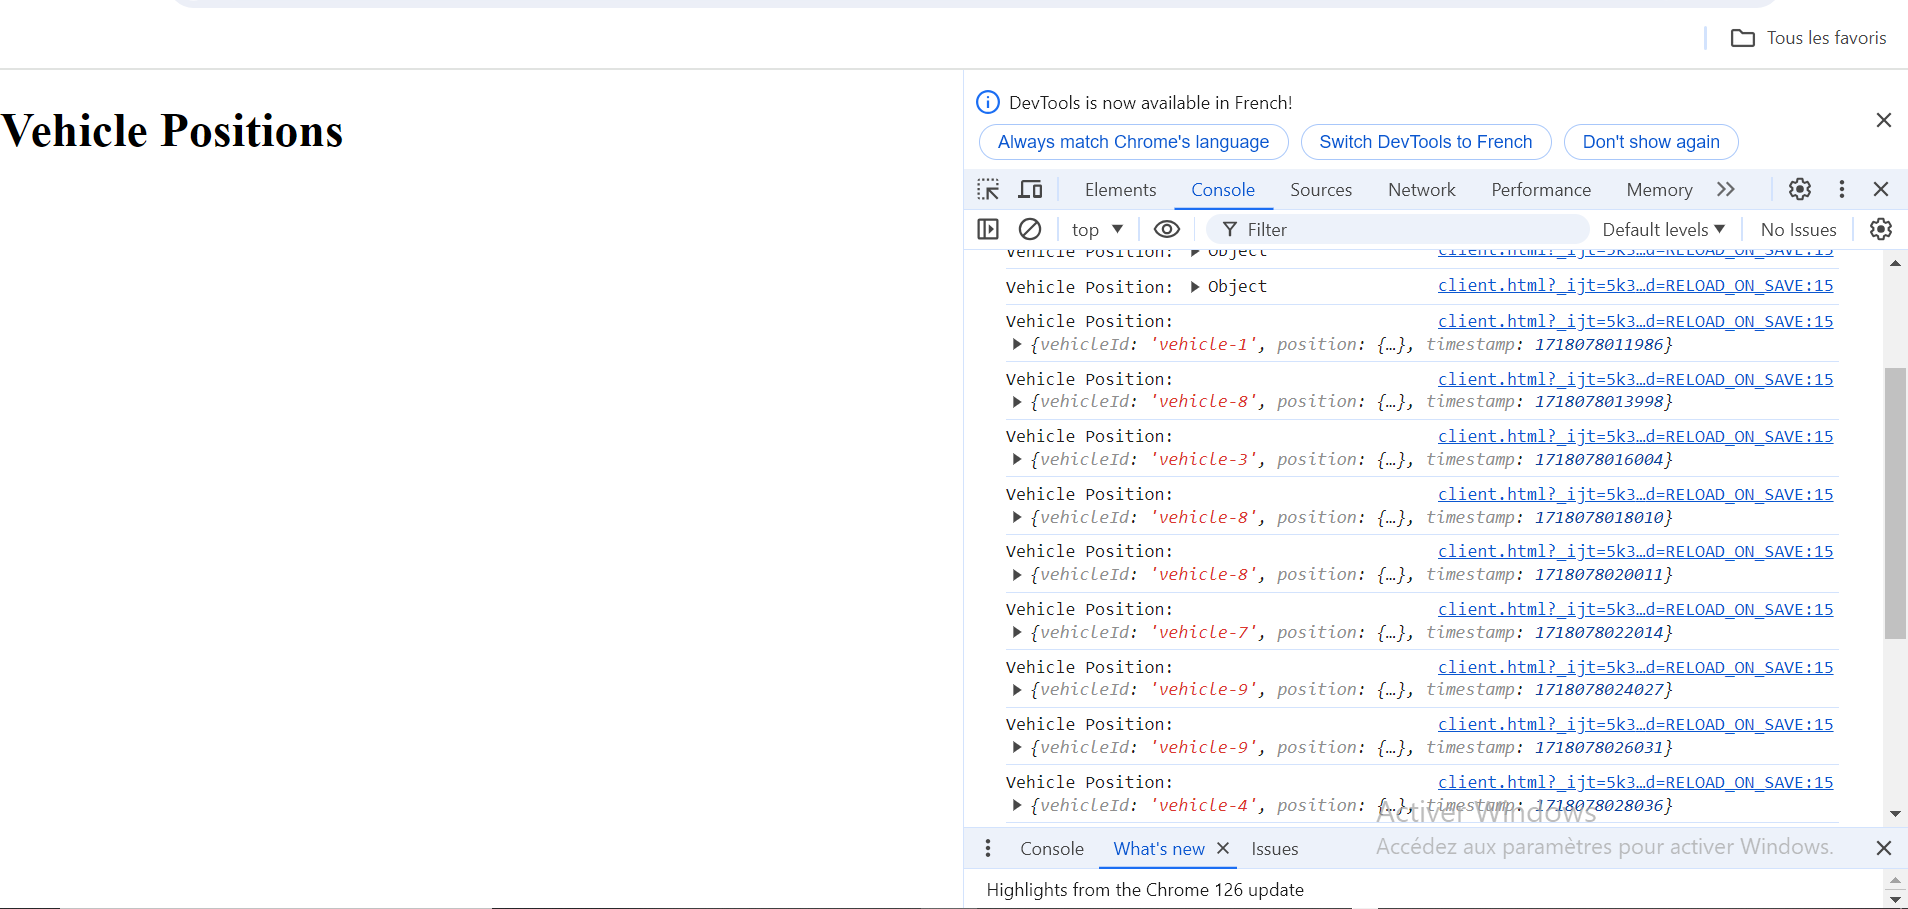 Tous les favoris
Vehicle Positions
DevTools is now available in French!
Always match Chrome's language Switch DevTools to French Don't show again
Elements Console Sources Network Performance Memory
top Filter Default levels No Issues
Vehicle Position: Object client.html?_ijt=5k3…d=RELOAD_ON_SAVE:15
Vehicle Position: Object client.html?_ijt=5k3…d=RELOAD_ON_SAVE:15
Vehicle Position: client.html?_ijt=5k3…d=RELOAD_ON_SAVE:15
{vehicleId: 'vehicle-1', position: {…}, timestamp: 1718078011986}
Vehicle Position: client.html?_ijt=5k3…d=RELOAD_ON_SAVE:15
{vehicleId: 'vehicle-8', position: {…}, timestamp: 1718078013998}
Vehicle Position: client.html?_ijt=5k3…d=RELOAD_ON_SAVE:15
{vehicleId: 'vehicle-3', position: {…}, timestamp: 1718078016004}
Vehicle Position: client.html?_ijt=5k3…d=RELOAD_ON_SAVE:15
{vehicleId: 'vehicle-8', position: {…}, timestamp: 1718078018010}
Vehicle Position: client.html?_ijt=5k3…d=RELOAD_ON_SAVE:15
{vehicleId: 'vehicle-8', position: {…}, timestamp: 1718078020011}
Vehicle Position: client.html?_ijt=5k3…d=RELOAD_ON_SAVE:15
{vehicleId: 'vehicle-7', position: {…}, timestamp: 1718078022014}
Vehicle Position: client.html?_ijt=5k3…d=RELOAD_ON_SAVE:15
{vehicleId: 'vehicle-9', position: {…}, timestamp: 1718078024027}
Vehicle Position: client.html?_ijt=5k3…d=RELOAD_ON_SAVE:15
{vehicleId: 'vehicle-9', position: {…}, timestamp: 1718078026031}
Vehicle Position: client.html?_ijt=5k3…d=RELOAD_ON_SAVE:15
{vehicleId: 'vehicle-4', position: {…}, timestamp: 1718078028036}
Activer Windows
Accédez aux paramètres pour activer Windows.
Console What's new Issues
Highlights from the Chrome 126 update